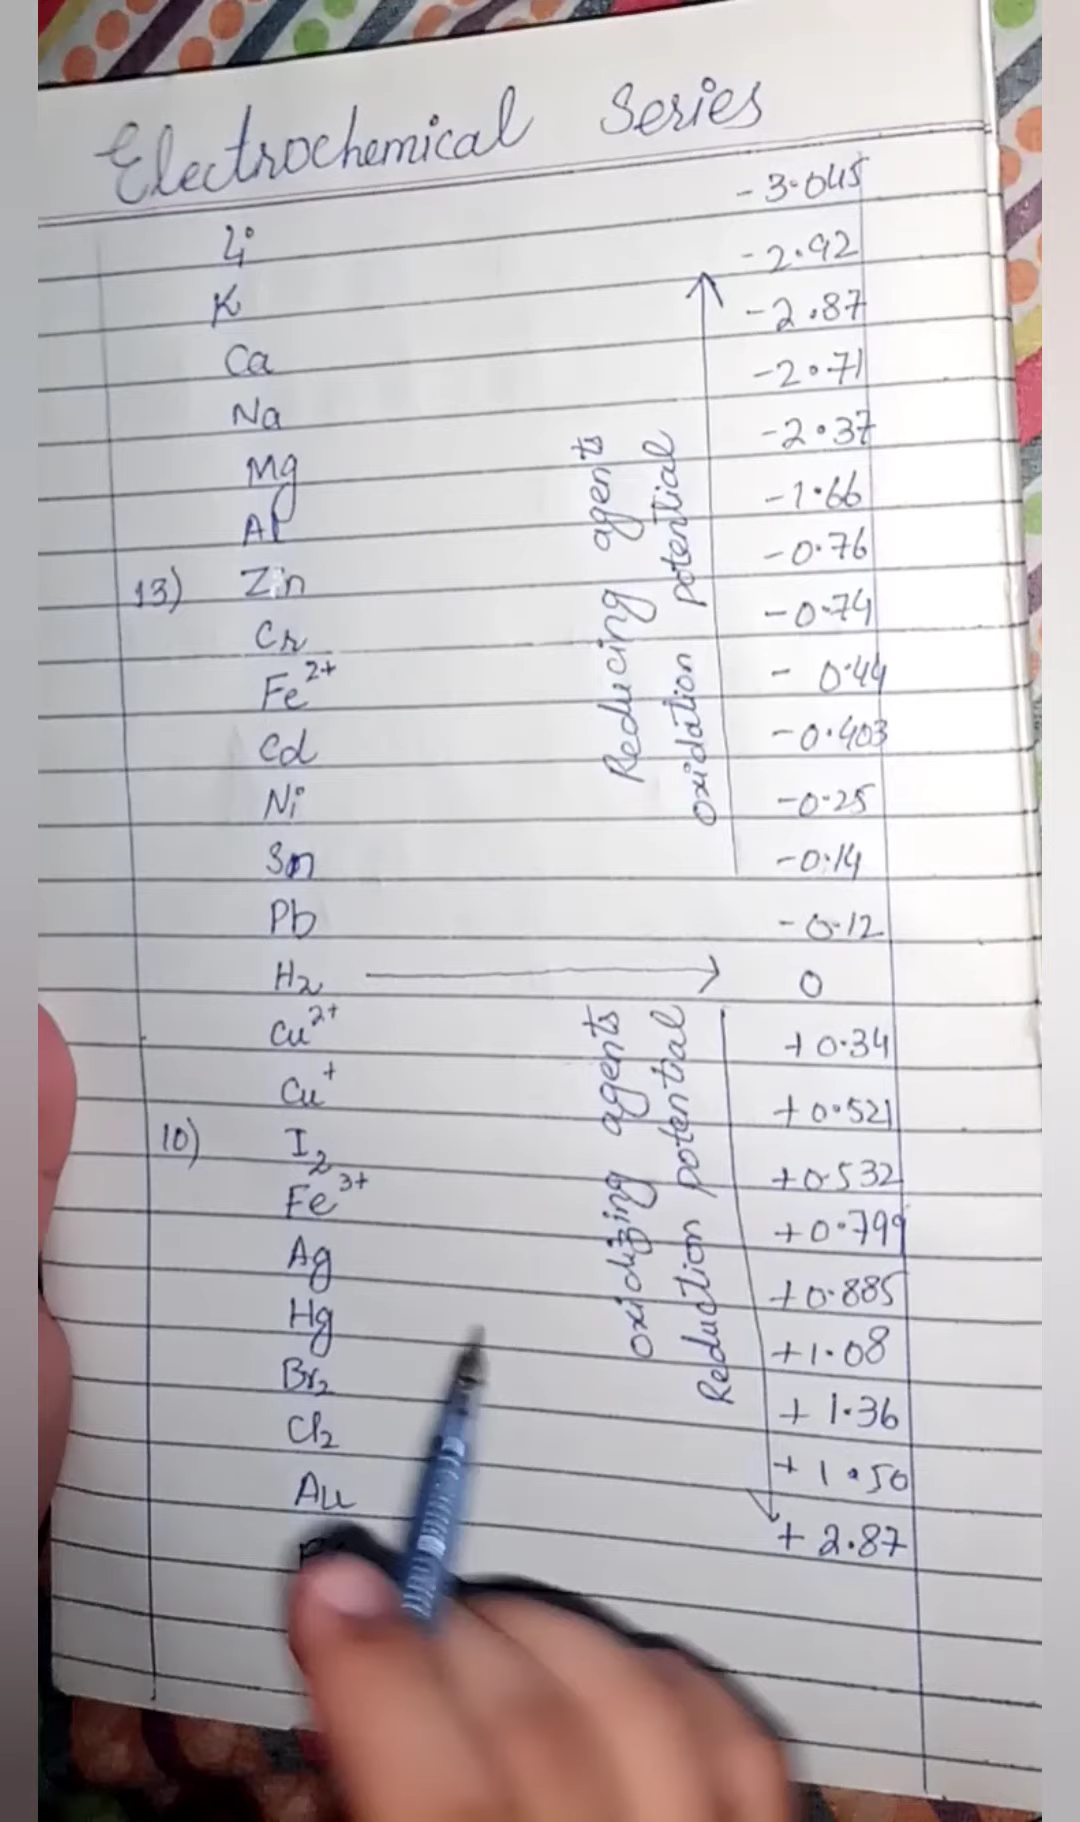 Electrochemical Series
Li -3.045
K -2.92
Ca -2.87
Na -2.71
Mg -2.37
Al -1.66
13) Zn -0.76
Cr -0.74
Fe2+ - 0.44
Cd -0.403
Ni -0.25
Sn -0.14
Pb -0.12
H2 → 0
Cu2+ +0.34
Cu+ +0.521
10) I2 +0.532
Fe3+ +0.799
Ag +0.885
Hg +1.08
Br2 + 1.36
Cl2 + 1.50
Au + 2.87
Reducing agents
oxidation potential
oxidizing agents
Reduction potential